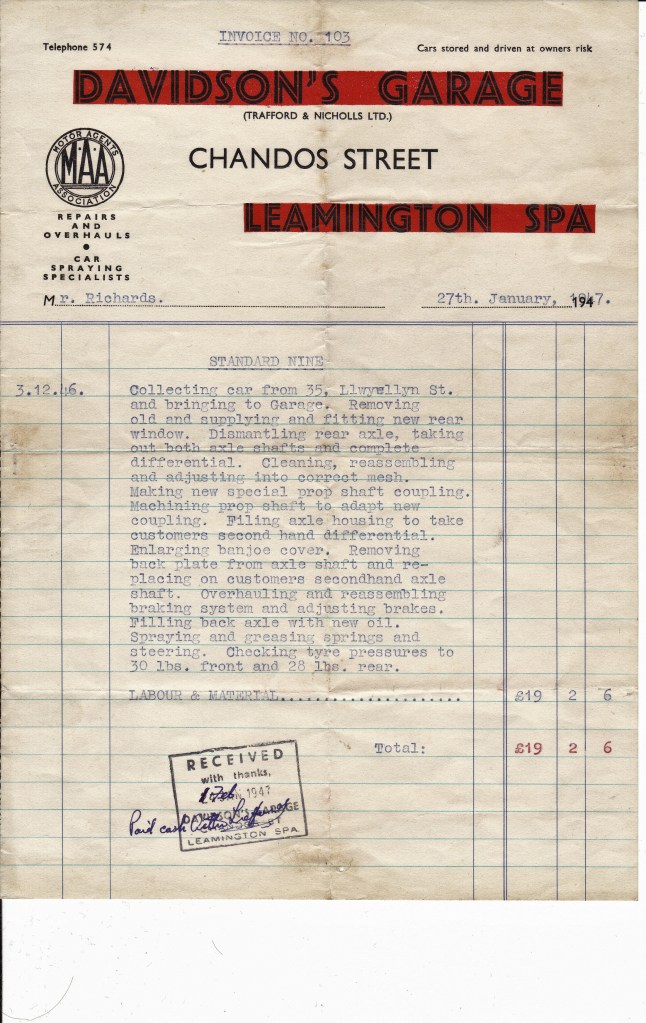 INVOICE NO. 103
Telephone 574
Cars stored and driven at owners risk
DAVIDSON'S GARAGE
(TRAFFORD & NICHOLLS LTD.)
MOTOR AGENTS
M·A·A
ASSOCIATION
CHANDOS STREET
LEAMINGTON SPA
REPAIRS
AND
OVERHAULS
•
CAR
SPRAYING
SPECIALISTS
Mr. Richards.
27th. January, 1947.
STANDARD NINE
3.12.46.
Collecting car from 35, Llwyellyn St.
and bringing to Garage. Removing
old and supplying and fitting new rear
window. Dismantling rear axle, taking
out both axle shafts and complete
differential. Cleaning, reassembling
and adjusting into correct mesh.
Making new special prop shaft coupling.
Machining prop shaft to adapt new
coupling. Filing axle housing to take
customers second hand differential.
Enlarging banjoe cover. Removing
back plate from axle shaft and re-
placing on customers secondhand axle
shaft. Overhauling and reassembling
braking system and adjusting brakes.
Filling back axle with new oil.
Spraying and greasing springs and
steering. Checking tyre pressures to
30 lbs. front and 28 lbs. rear.
LABOUR & MATERIAL...................... £19 2 6
Total: £19 2 6
RECEIVED
with thanks,
1 Feb 1947
DAVIDSON'S GARAGE
Paid cash
LEAMINGTON SPA